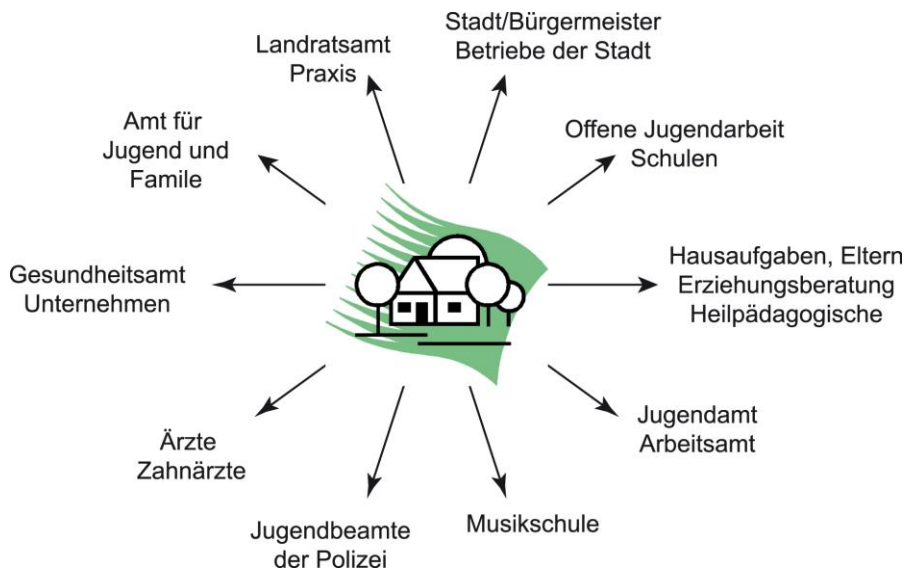 Stadt/Bürgermeister
Betriebe der Stadt
Landratsamt
Praxis
Amt für
Jugend und
Famile
Offene Jugendarbeit
Schulen
Gesundheitsamt
Unternehmen
Hausaufgaben, Eltern
Erziehungsberatung
Heilpädagogische
Ärzte
Zahnärzte
Jugendamt
Arbeitsamt
Jugendbeamte
der Polizei
Musikschule